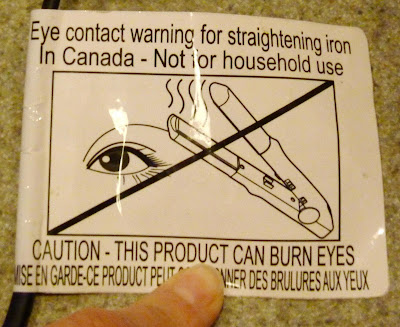 Eye contact warning for straightening iron
In Canada - Not for household use
CAUTION - THIS PRODUCT CAN BURN EYES
MISE EN GARDE-CE PRODUCT PEUT DES BRULURES AUX YEUX